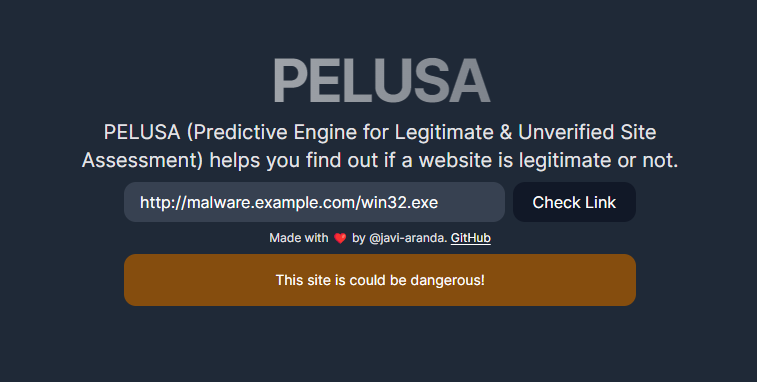 PELUSA
PELUSA (Predictive Engine for Legitimate & Unverified Site
Assessment) helps you find out if a website is legitimate or not.
http://malware.example.com/win32.exe
Check Link
Made with ❤️ by @javi-aranda. GitHub
This site is could be dangerous!